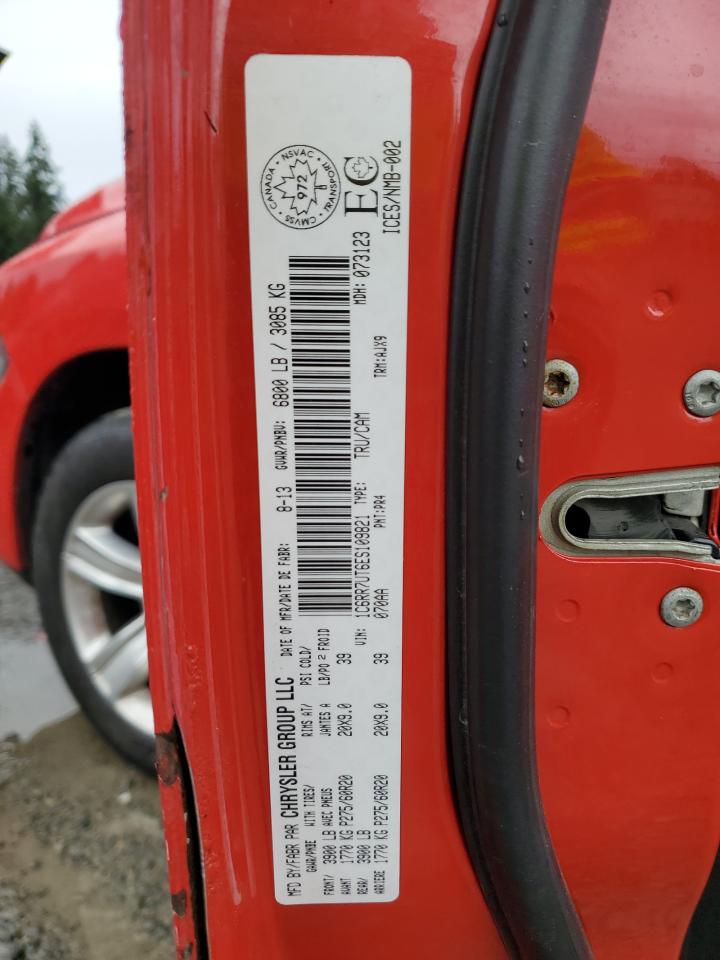 MFD BY/FABR PAR CHRYSLER GROUP LLC DATE OF MFR/DATE DE FABR: 8-13 GVWR/PNBV: 6800 LB / 3085 KG
GAWR/PNBE WITH TIRES/ RIMS AT/ PSI COLD/
FRONT/ 3900 LB AVEC PNEUS JANTES A LB/PO 2 FROID
AVANT 1770 KG P275/60R20 20X9.0 39
REAR/ 3900 LB VIN: 1C6RR7UT6ES109821 TYPE: TRU/CAM MDH: 073123
ARRIERE 1770 KG P275/60R20 20X9.0 39 070AA PNT:PR4 TRM:AJX9
CANADA NSVAC
972
CMVSS TRANSPORT
EC
ICES/NMB-002